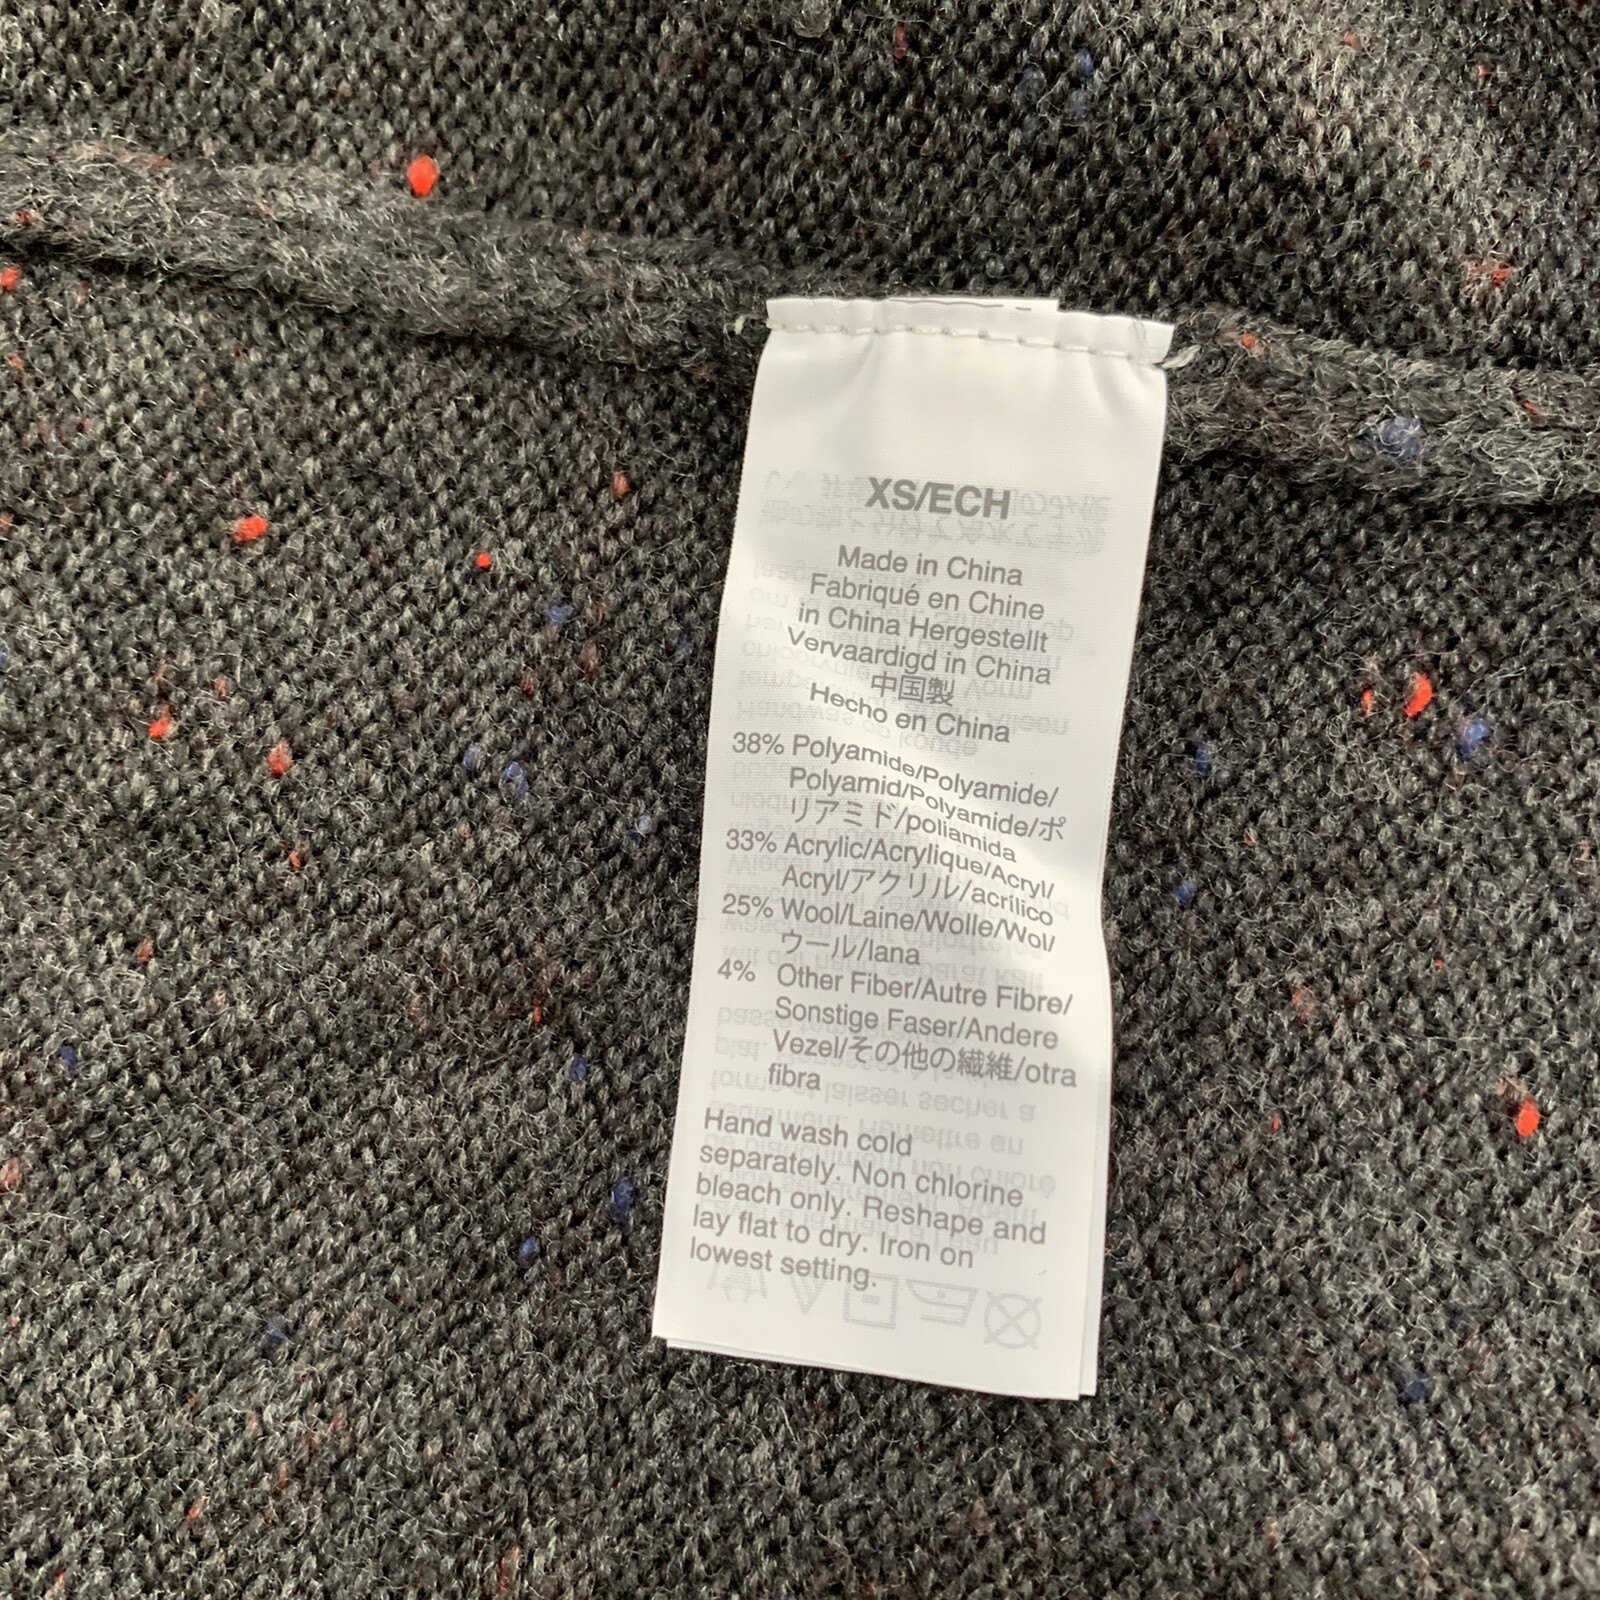 XS/ECH
Made in China
Fabriqué en Chine
in China Hergestellt
Vervaardigd in China
中国製
Hecho en China
38% Polyamide/Polyamide/
Polyamid/Polyamide/ポ
リアミド/poliamida
33% Acrylic/Acrylique/Acryl/
Acryl/アクリル/acrílico
25% Wool/Laine/Wolle/Wol/
ウール/lana
4% Other Fiber/Autre Fibre/
Sonstige Faser/Andere
Vezel/その他の繊維/otra
fibra
Hand wash cold
separately. Non chlorine
bleach only. Reshape and
lay flat to dry. Iron on
lowest setting.